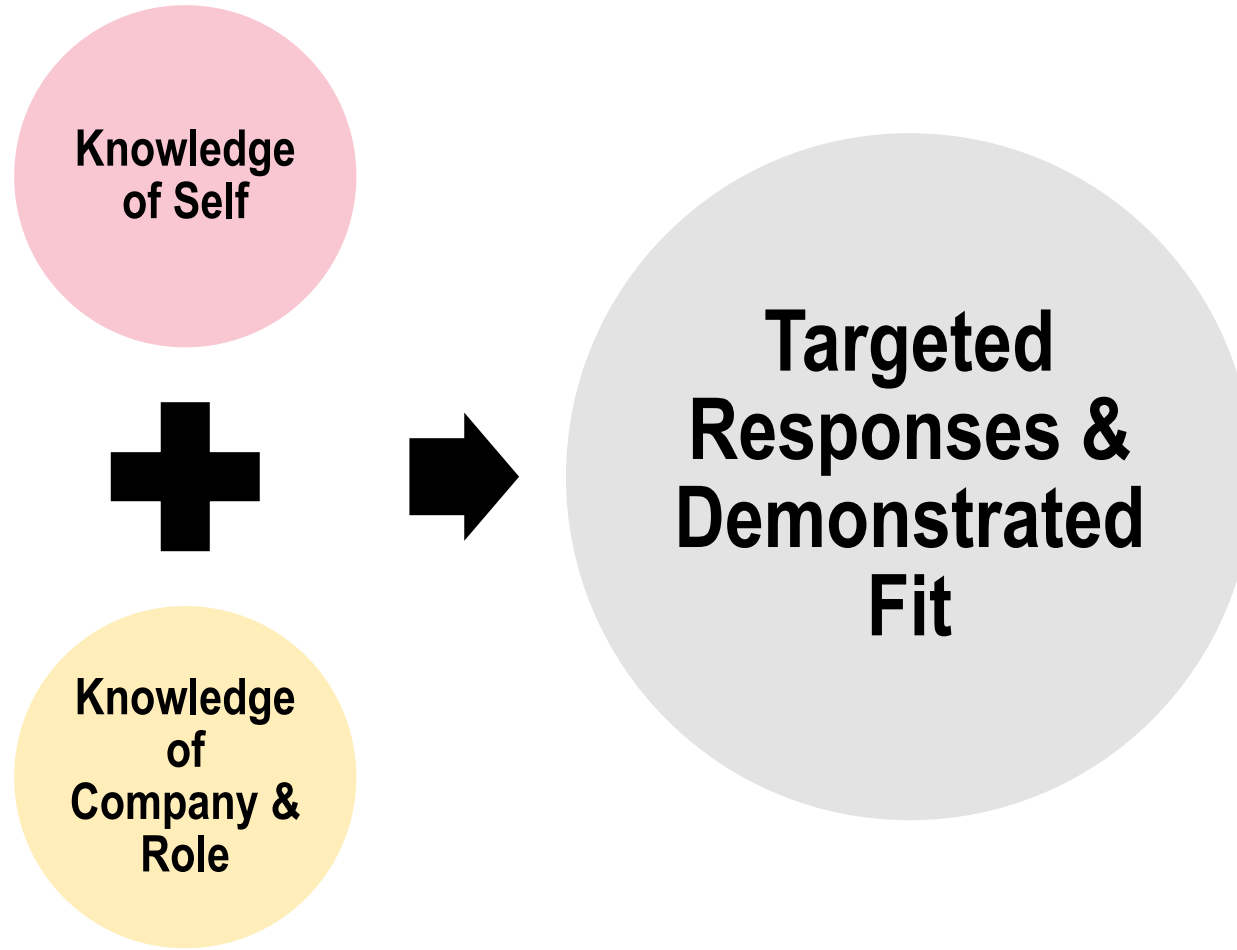 Knowledge
of Self
Knowledge
of
Company &
Role
Targeted
Responses &
Demonstrated
Fit